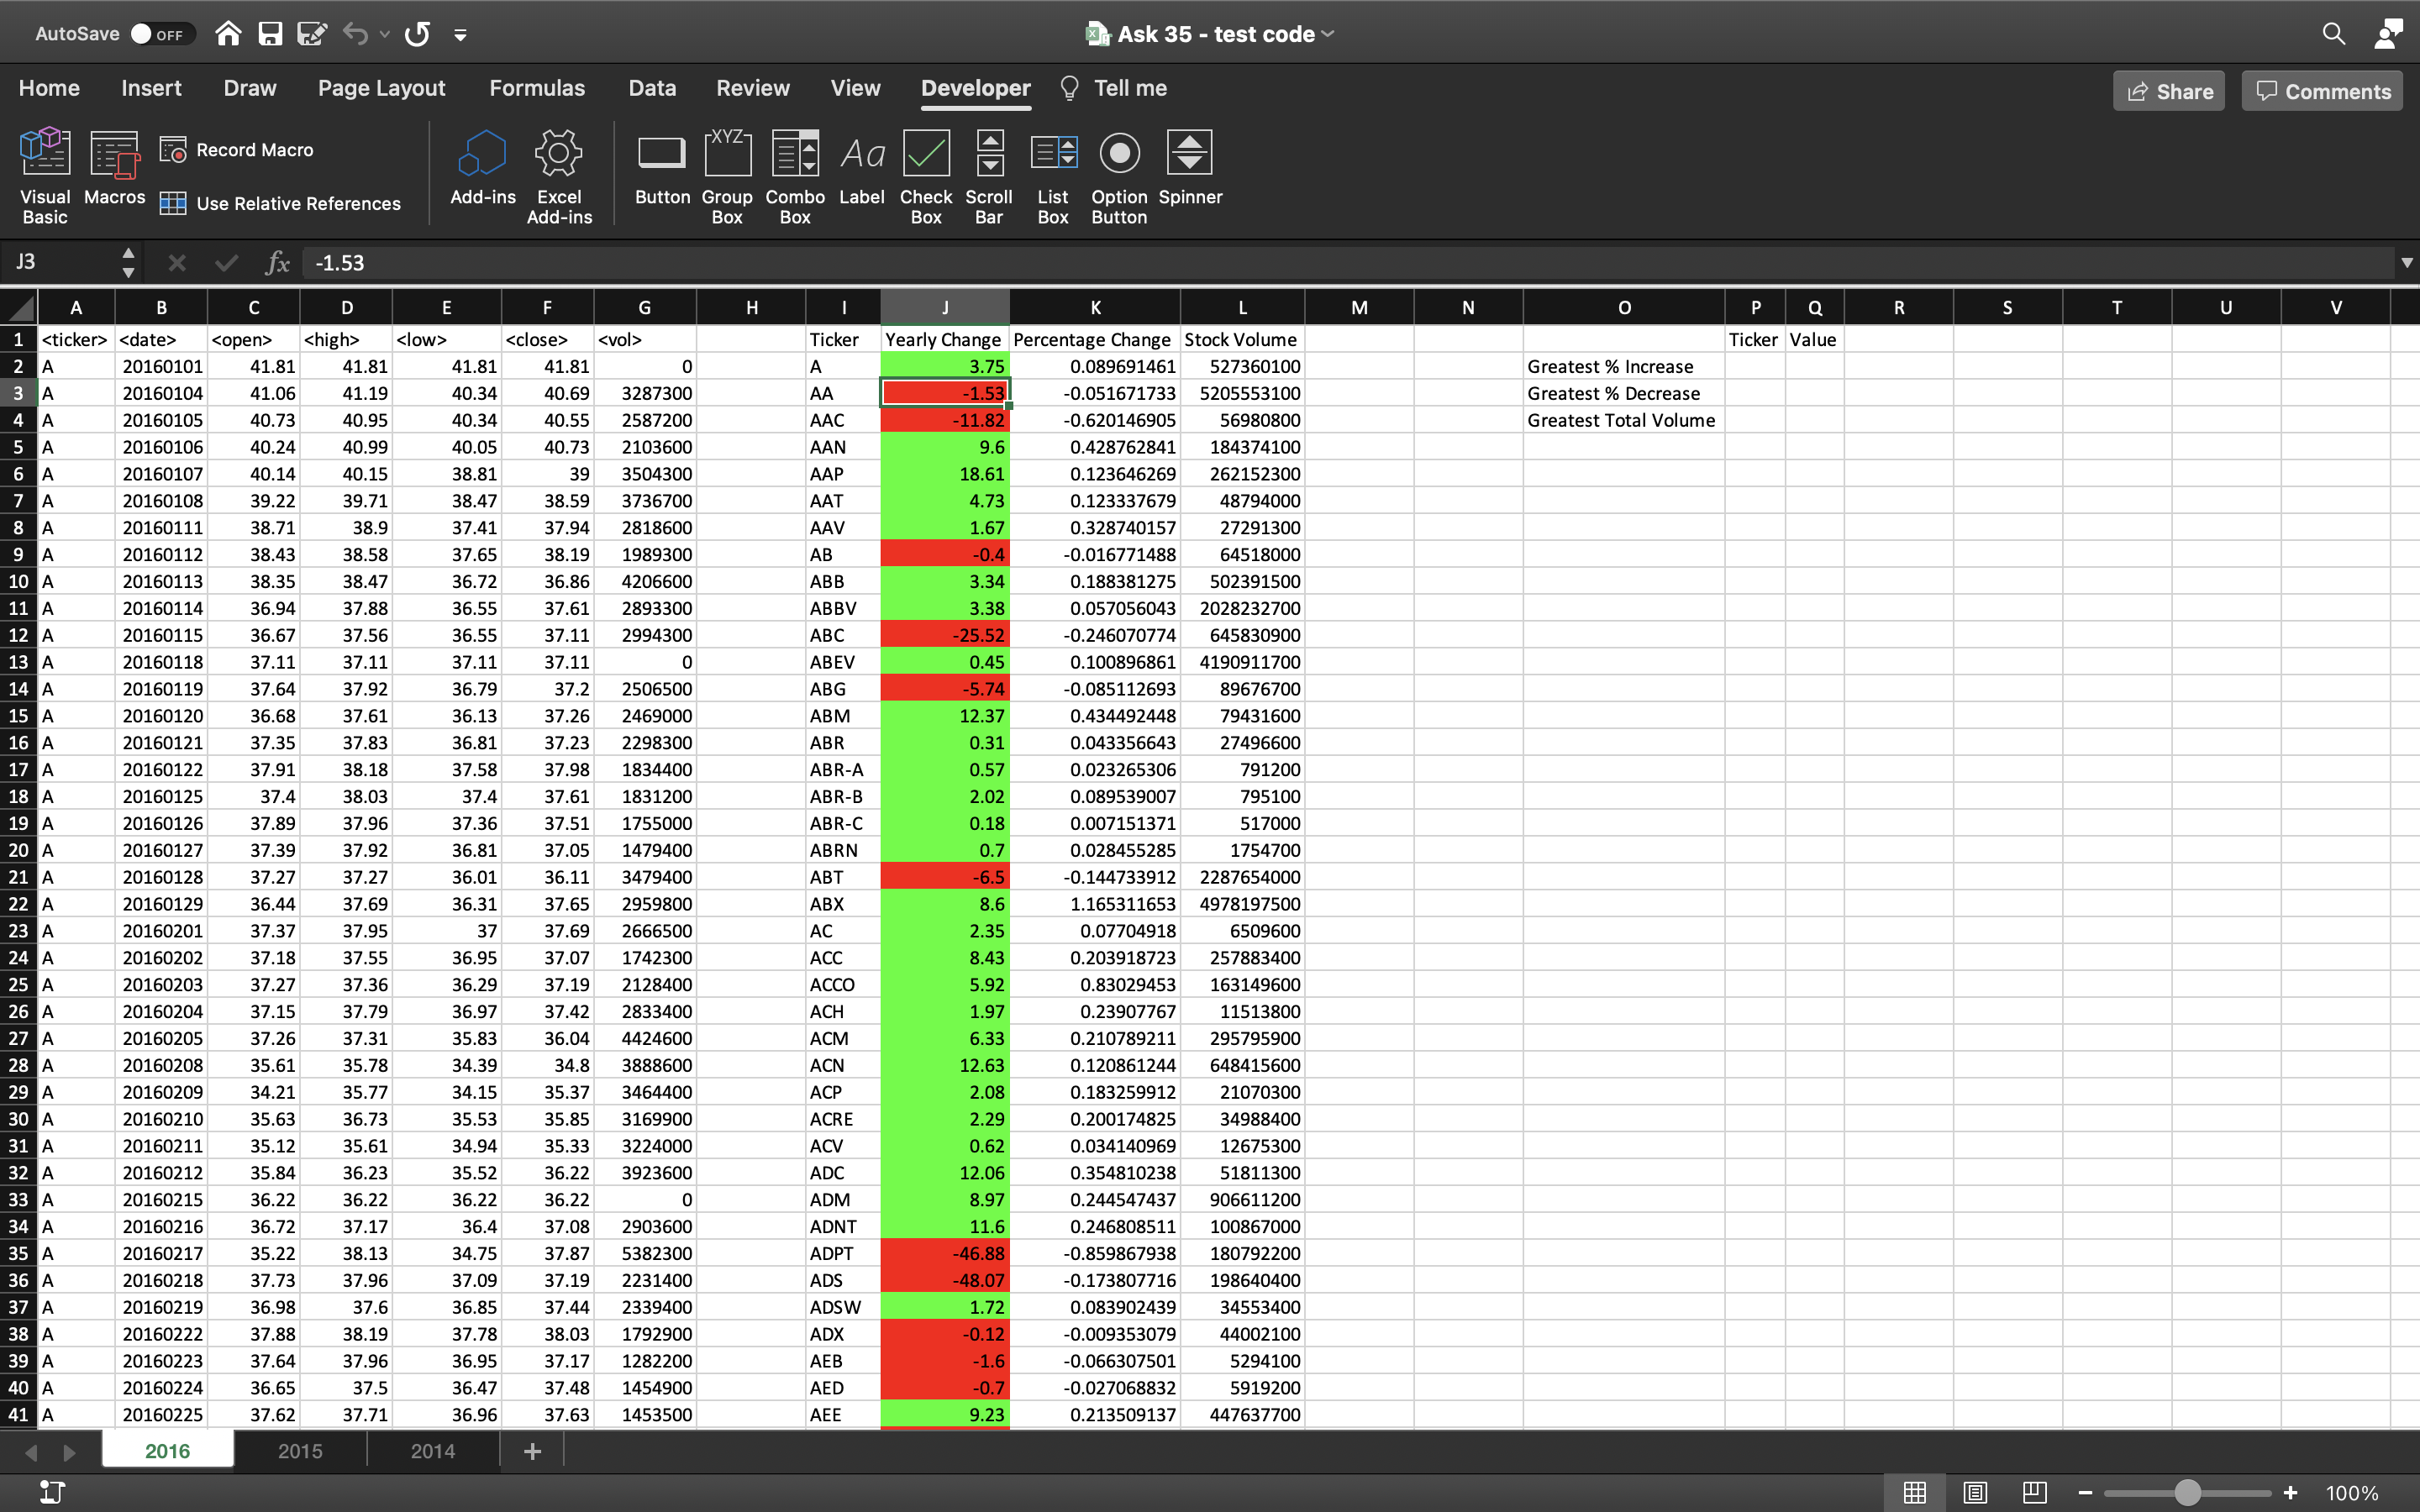 AutoSave OFF Ask 35 - test code
Home Insert Draw Page Layout Formulas Data Review View Developer Tell me Share Comments
Visual Basic Macros Record Macro Use Relative References Add-ins Excel Add-ins Button Group Box Combo Box Label Check Box Scroll Bar List Box Option Button Spinner
J3 fx -1.53
A B C D E F G H I J K L M N O P Q R S T U V
1 <ticker> <date> <open> <high> <low> <close> <vol> Ticker Yearly Change Percentage Change Stock Volume Ticker Value
2 A 20160101 41.81 41.81 41.81 41.81 0 A 3.75 0.089691461 527360100 Greatest % Increase
3 A 20160104 41.06 41.19 40.34 40.69 3287300 AA -1.53 -0.051671733 5205553100 Greatest % Decrease
4 A 20160105 40.73 40.95 40.34 40.55 2587200 AAC -11.82 -0.620146905 56980800 Greatest Total Volume
5 A 20160106 40.24 40.99 40.05 40.73 2103600 AAN 9.6 0.428762841 184374100
6 A 20160107 40.14 40.15 38.81 39 3504300 AAP 18.61 0.123646269 262152300
7 A 20160108 39.22 39.71 38.47 38.59 3736700 AAT 4.73 0.123337679 48794000
8 A 20160111 38.71 38.9 37.41 37.94 2818600 AAV 1.67 0.328740157 27291300
9 A 20160112 38.43 38.58 37.65 38.19 1989300 AB -0.4 -0.016771488 64518000
10 A 20160113 38.35 38.47 36.72 36.86 4206600 ABB 3.34 0.188381275 502391500
11 A 20160114 36.94 37.88 36.55 37.61 2893300 ABBV 3.38 0.057056043 2028232700
12 A 20160115 36.67 37.56 36.55 37.11 2994300 ABC -25.52 -0.246070774 645830900
13 A 20160118 37.11 37.11 37.11 37.11 0 ABEV 0.45 0.100896861 4190911700
14 A 20160119 37.64 37.92 36.79 37.2 2506500 ABG -5.74 -0.085112693 89676700
15 A 20160120 36.68 37.61 36.13 37.26 2469000 ABM 12.37 0.434492448 79431600
16 A 20160121 37.35 37.83 36.81 37.23 2298300 ABR 0.31 0.043356643 27496600
17 A 20160122 37.91 38.18 37.58 37.98 1834400 ABR-A 0.57 0.023265306 791200
18 A 20160125 37.4 38.03 37.4 37.61 1831200 ABR-B 2.02 0.089539007 795100
19 A 20160126 37.89 37.96 37.36 37.51 1755000 ABR-C 0.18 0.007151371 517000
20 A 20160127 37.39 37.92 36.81 37.05 1479400 ABRN 0.7 0.028455285 1754700
21 A 20160128 37.27 37.27 36.01 36.11 3479400 ABT -6.5 -0.144733912 2287654000
22 A 20160129 36.44 37.69 36.31 37.65 2959800 ABX 8.6 1.165311653 4978197500
23 A 20160201 37.37 37.95 37 37.69 2666500 AC 2.35 0.07704918 6509600
24 A 20160202 37.18 37.55 36.95 37.07 1742300 ACC 8.43 0.203918723 257883400
25 A 20160203 37.27 37.36 36.29 37.19 2128400 ACCO 5.92 0.83029453 163149600
26 A 20160204 37.15 37.79 36.97 37.42 2833400 ACH 1.97 0.23907767 11513800
27 A 20160205 37.26 37.31 35.83 36.04 4424600 ACM 6.33 0.210789211 295795900
28 A 20160208 35.61 35.78 34.39 34.8 3888600 ACN 12.63 0.120861244 648415600
29 A 20160209 34.21 35.77 34.15 35.37 3464400 ACP 2.08 0.183259912 21070300
30 A 20160210 35.63 36.73 35.53 35.85 3169900 ACRE 2.29 0.200174825 34988400
31 A 20160211 35.12 35.61 34.94 35.33 3224000 ACV 0.62 0.034140969 12675300
32 A 20160212 35.84 36.23 35.52 36.22 3923600 ADC 12.06 0.354810238 51811300
33 A 20160215 36.22 36.22 36.22 36.22 0 ADM 8.97 0.244547437 906611200
34 A 20160216 36.72 37.17 36.4 37.08 2903600 ADNT 11.6 0.246808511 100867000
35 A 20160217 35.22 38.13 34.75 37.87 5382300 ADPT -46.88 -0.859867938 180792200
36 A 20160218 37.73 37.96 37.09 37.19 2231400 ADS -48.07 -0.173807716 198640400
37 A 20160219 36.98 37.6 36.85 37.44 2339400 ADSW 1.72 0.083902439 34553400
38 A 20160222 37.88 38.19 37.78 38.03 1792900 ADX -0.12 -0.009353079 44002100
39 A 20160223 37.64 37.96 36.95 37.17 1282200 AEB -1.6 -0.066307501 5294100
40 A 20160224 36.65 37.5 36.47 37.48 1454900 AED -0.7 -0.027068832 5919200
41 A 20160225 37.62 37.71 36.96 37.63 1453500 AEE 9.23 0.213509137 447637700
2016 2015 2014
100%